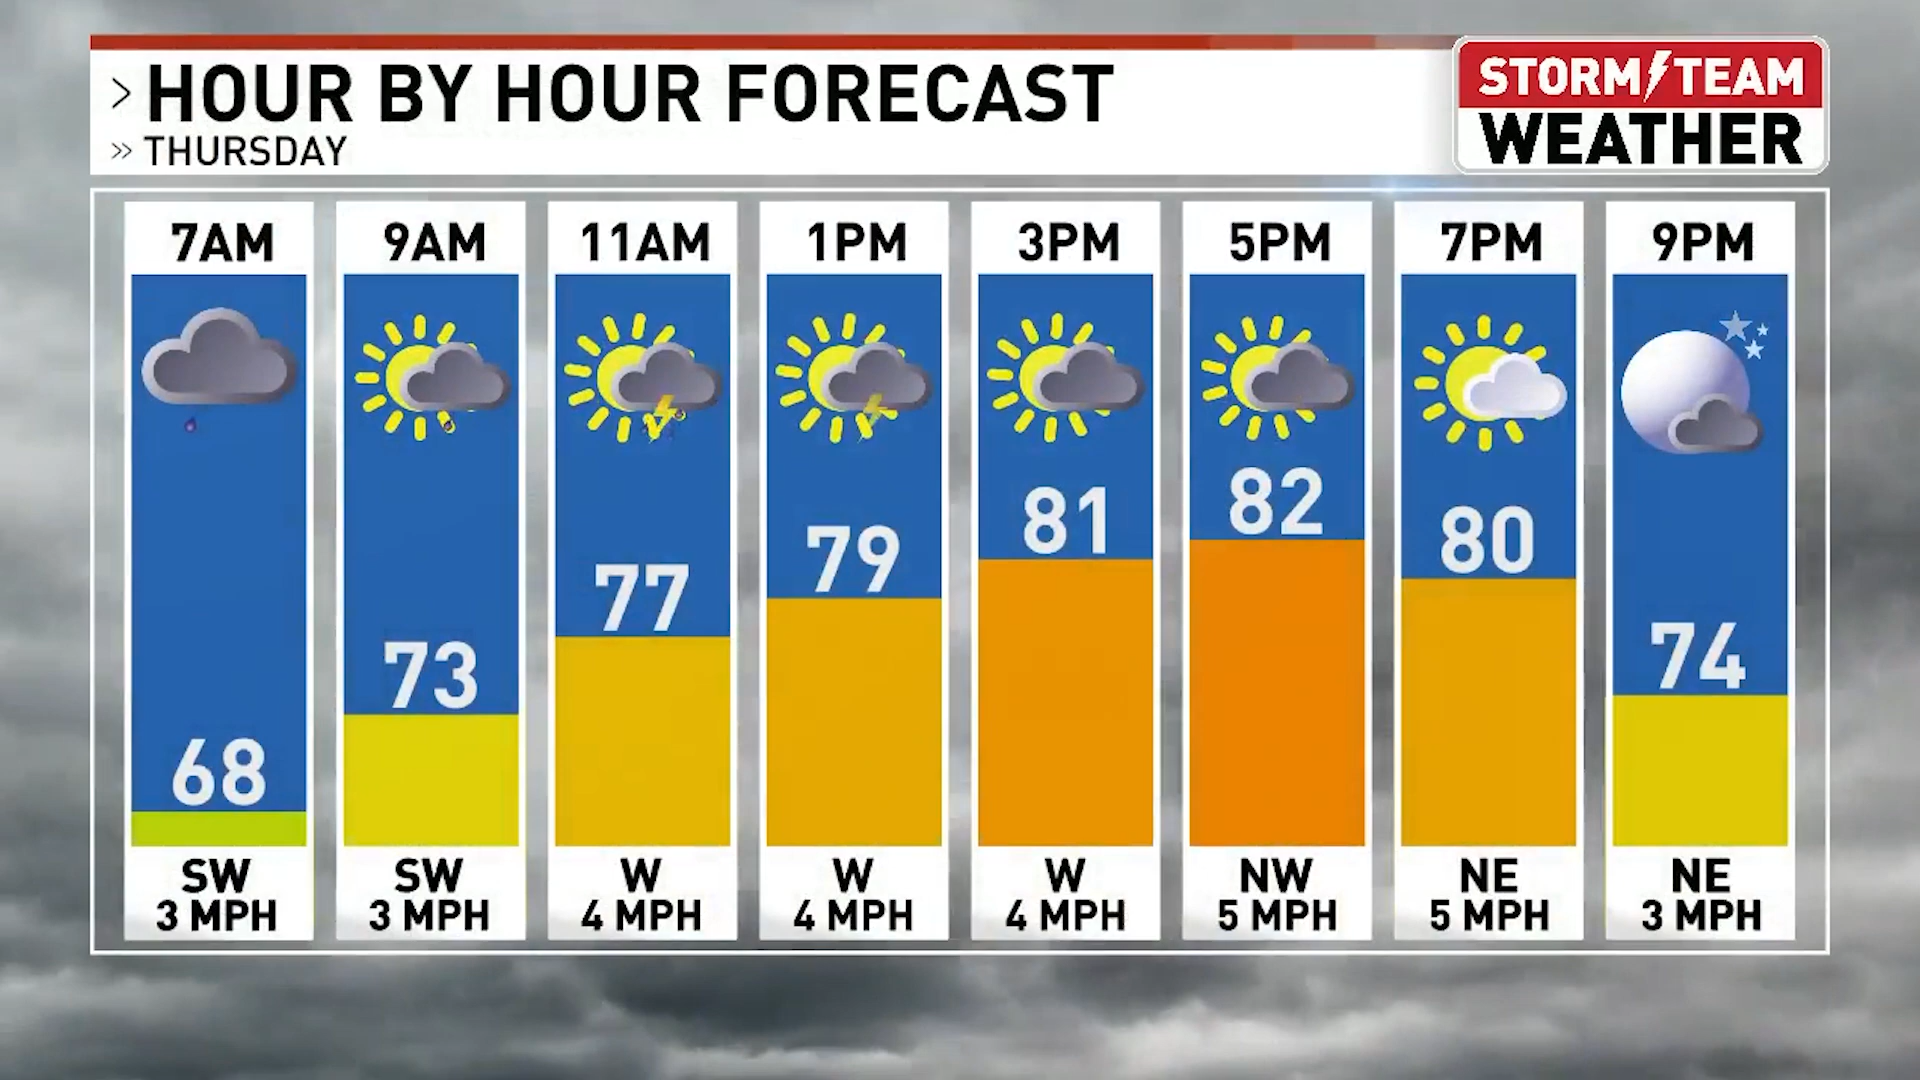 > HOUR BY HOUR FORECAST
» THURSDAY
STORM TEAM
WEATHER
7AM 9AM 11AM 1PM 3PM 5PM 7PM 9PM
68 73 77 79 81 82 80 74
SW SW W W W NW NE NE
3 MPH 3 MPH 4 MPH 4 MPH 4 MPH 5 MPH 5 MPH 3 MPH